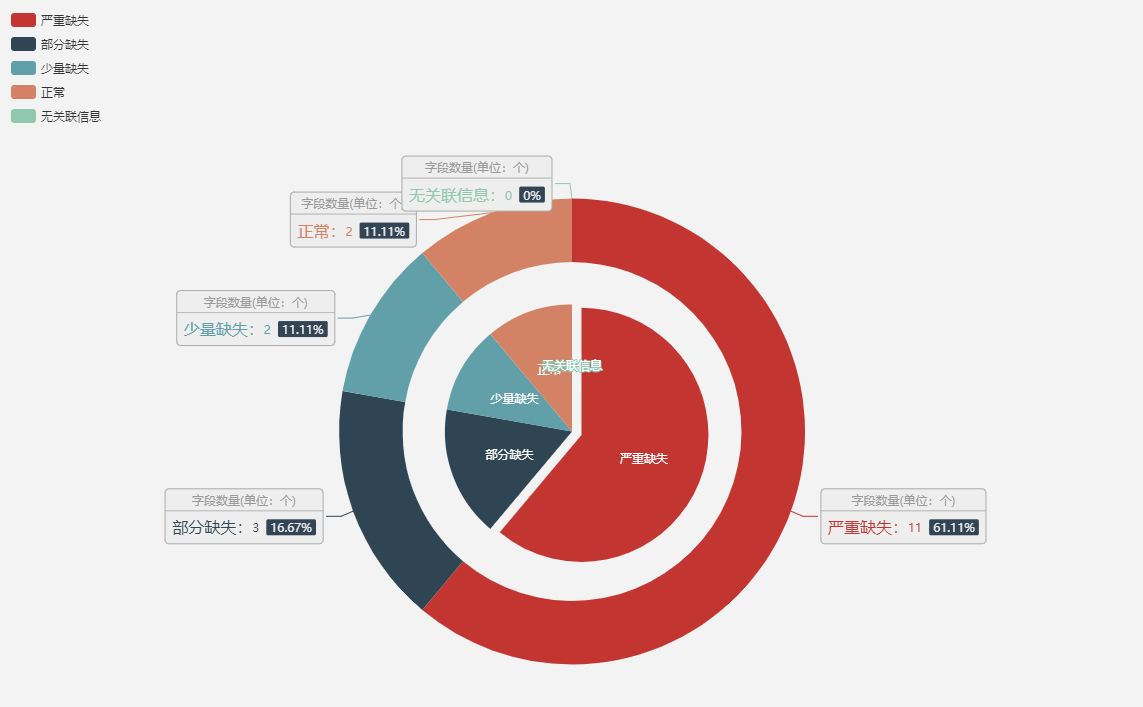 严重缺失
部分缺失
少量缺失
正常
无关联信息
字段数量(单位：个)
无关联信息：0 0%
字段数量(单位：个
正常：2 11.11%
字段数量(单位：个)
少量缺失：2 11.11%
字段数量(单位：个)
部分缺失：3 16.67%
字段数量(单位：个)
严重缺失：11 61.11%
无关联信息
正常
少量缺失
部分缺失
严重缺失